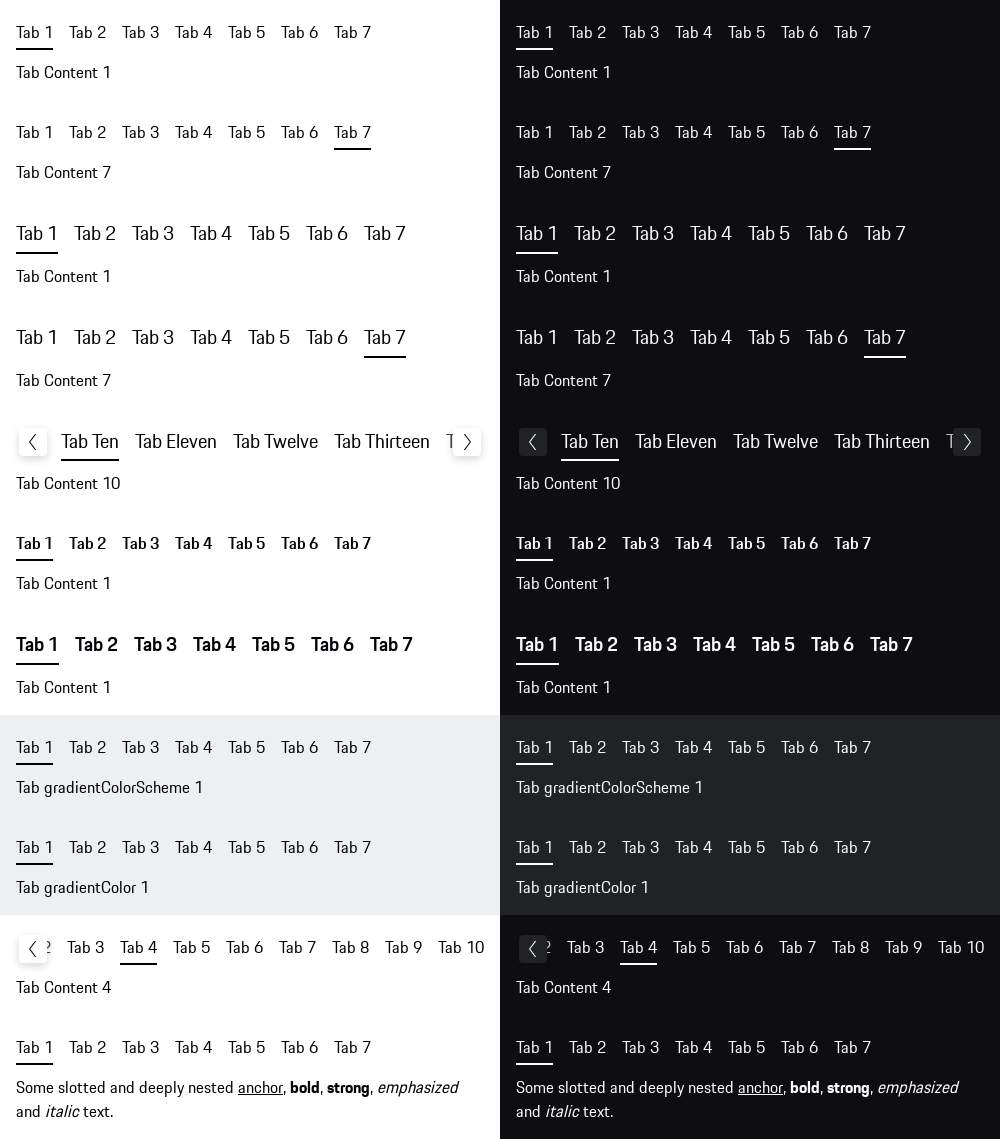 Tab 1 Tab 2 Tab 3 Tab 4 Tab 5 Tab 6 Tab 7
Tab Content 1
Tab 1 Tab 2 Tab 3 Tab 4 Tab 5 Tab 6 Tab 7
Tab Content 7
Tab 1 Tab 2 Tab 3 Tab 4 Tab 5 Tab 6 Tab 7
Tab Content 1
Tab 1 Tab 2 Tab 3 Tab 4 Tab 5 Tab 6 Tab 7
Tab Content 7
Tab Ten Tab Eleven Tab Twelve Tab Thirteen
Tab Content 10
Tab 1 Tab 2 Tab 3 Tab 4 Tab 5 Tab 6 Tab 7
Tab Content 1
Tab 1 Tab 2 Tab 3 Tab 4 Tab 5 Tab 6 Tab 7
Tab Content 1
Tab 1 Tab 2 Tab 3 Tab 4 Tab 5 Tab 6 Tab 7
Tab gradientColorScheme 1
Tab 1 Tab 2 Tab 3 Tab 4 Tab 5 Tab 6 Tab 7
Tab gradientColor 1
Tab 3 Tab 4 Tab 5 Tab 6 Tab 7 Tab 8 Tab 9 Tab 10
Tab Content 4
Tab 1 Tab 2 Tab 3 Tab 4 Tab 5 Tab 6 Tab 7
Some slotted and deeply nested anchor, bold, strong, emphasized
and italic text.
Tab 1 Tab 2 Tab 3 Tab 4 Tab 5 Tab 6 Tab 7
Tab Content 1
Tab 1 Tab 2 Tab 3 Tab 4 Tab 5 Tab 6 Tab 7
Tab Content 7
Tab 1 Tab 2 Tab 3 Tab 4 Tab 5 Tab 6 Tab 7
Tab Content 1
Tab 1 Tab 2 Tab 3 Tab 4 Tab 5 Tab 6 Tab 7
Tab Content 7
Tab Ten Tab Eleven Tab Twelve Tab Thirteen
Tab Content 10
Tab 1 Tab 2 Tab 3 Tab 4 Tab 5 Tab 6 Tab 7
Tab Content 1
Tab 1 Tab 2 Tab 3 Tab 4 Tab 5 Tab 6 Tab 7
Tab Content 1
Tab 1 Tab 2 Tab 3 Tab 4 Tab 5 Tab 6 Tab 7
Tab gradientColorScheme 1
Tab 1 Tab 2 Tab 3 Tab 4 Tab 5 Tab 6 Tab 7
Tab gradientColor 1
Tab 3 Tab 4 Tab 5 Tab 6 Tab 7 Tab 8 Tab 9 Tab 10
Tab Content 4
Tab 1 Tab 2 Tab 3 Tab 4 Tab 5 Tab 6 Tab 7
Some slotted and deeply nested anchor, bold, strong, emphasized
and italic text.